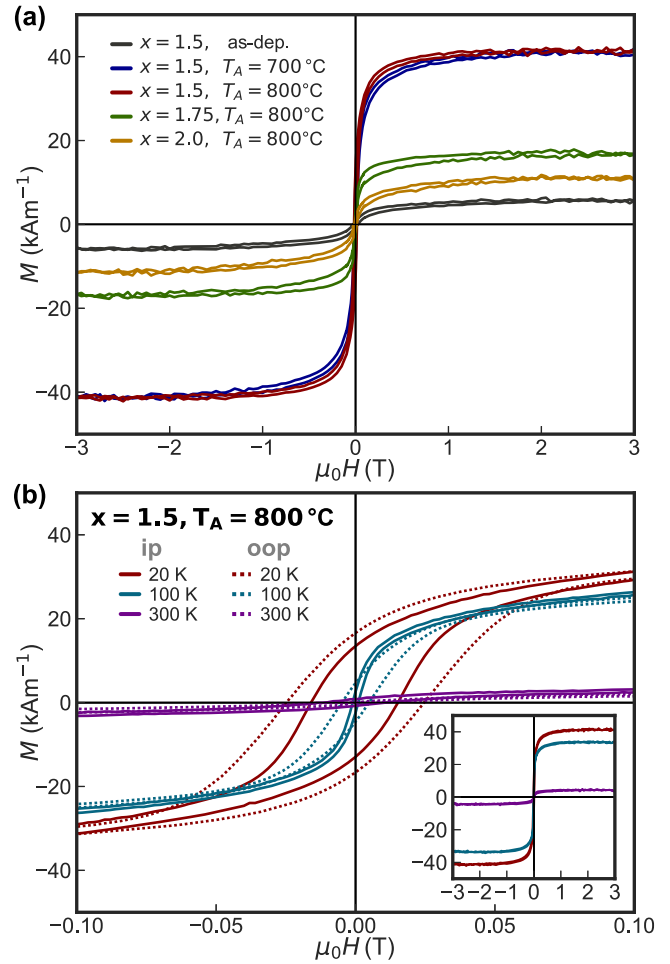 (a)
40
20
0
−20
−40
M (kAm⁻¹)
x = 1.5, as-dep.
x = 1.5, T_A = 700 °C
x = 1.5, T_A = 800°C
x = 1.75, T_A = 800°C
x = 2.0, T_A = 800°C
−3 −2 −1 0 1 2 3
μ₀H (T)
(b)
40
20
0
−20
−40
M (kAm⁻¹)
x = 1.5, T_A = 800 °C
ip oop
20 K 20 K
100 K 100 K
300 K 300 K
40
20
0
−20
−40
−3 −2 −1 0 1 2 3
−0.10 −0.05 0.00 0.05 0.10
μ₀H (T)